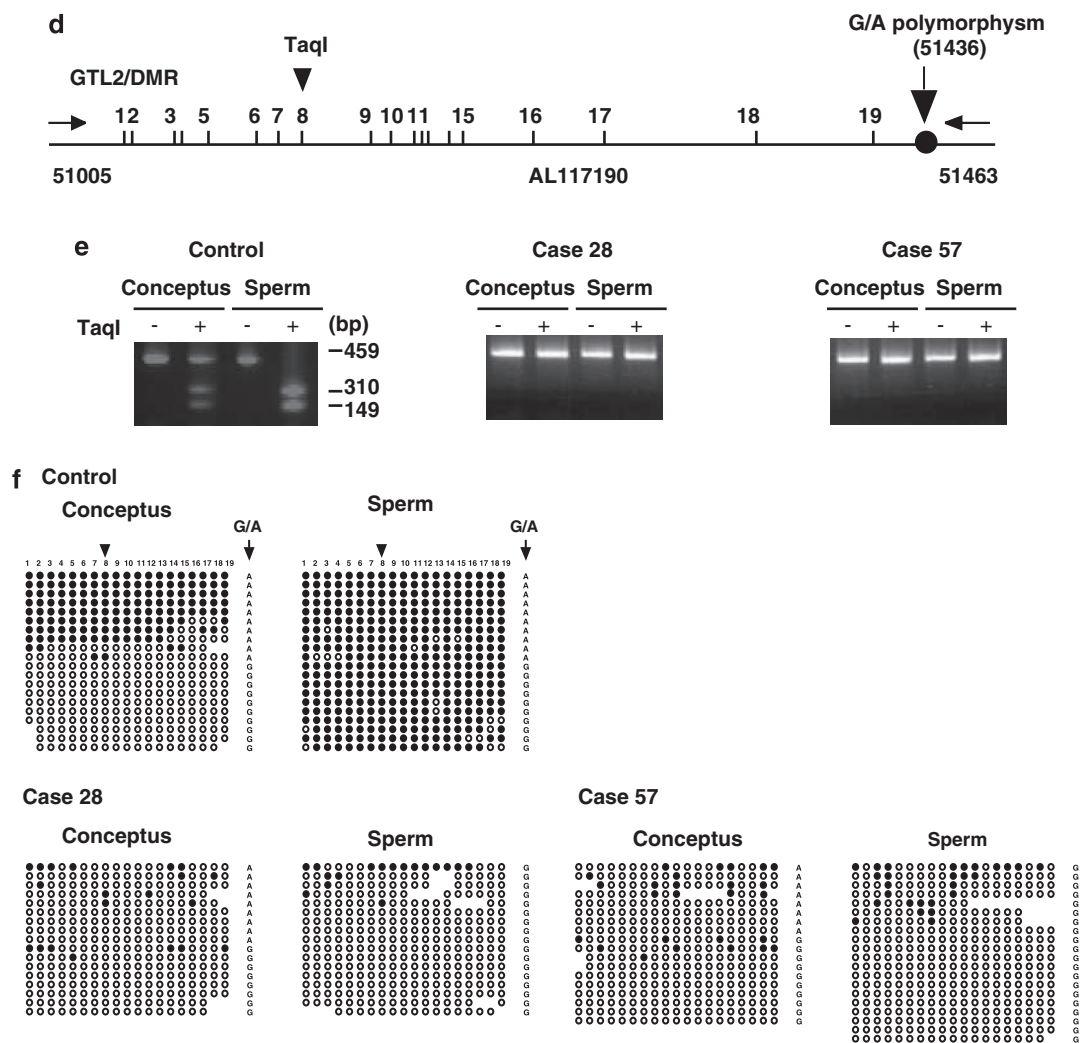 d
TaqI
G/A polymorphysm
(51436)
GTL2/DMR
12 3 5 6 7 8 9 10 11 15 16 17 18 19
51005 AL117190 51463
e
Control
Case 28
Case 57
Conceptus Sperm
Conceptus Sperm
Conceptus Sperm
TaqI - + - + (bp)
- + - +
- + - +
459
310
149
f Control
Conceptus
Sperm
G/A
G/A
1 2 3 4 5 6 7 8 9 10 11 12 13 14 15 16 17 18 19
1 2 3 4 5 6 7 8 9 10 11 12 13 14 15 16 17 18 19
A A
A A
A A
A A
A A
A A
A A
A A
A A
A A
G G
G G
G G
G G
G G
G G
G G
G G
G G
G G
Case 28
Case 57
Conceptus
Sperm
Conceptus
Sperm